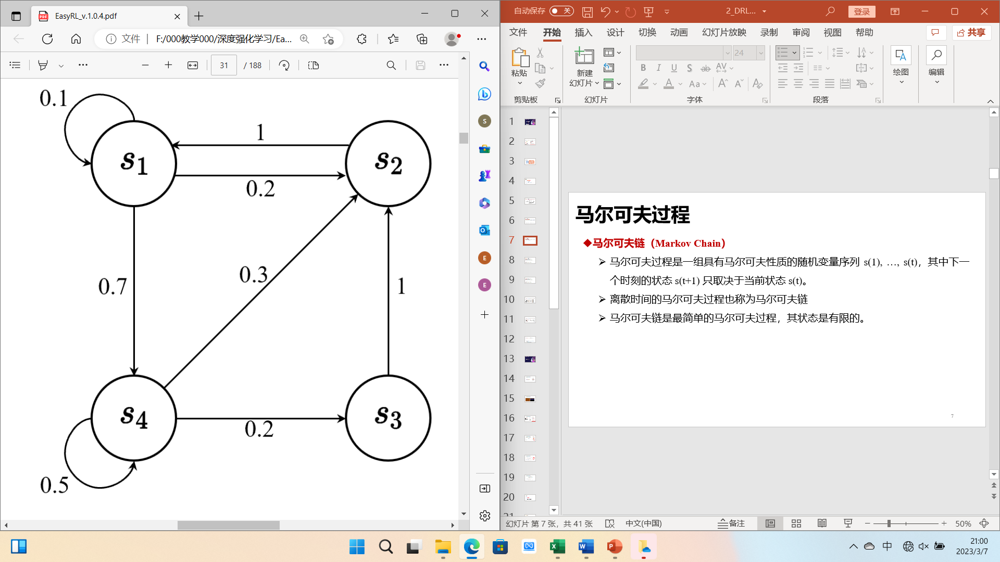 EasyRL_v.1.0.4.pdf
文件
F:/000教学000/深度强化学习/Ea...
31 / 188
0.1
1
s1
s2
0.2
0.7
0.3
1
s4
s3
0.2
0.5
S
E
E
自动保存 关
2_DRL...
登录
文件 开始 插入 设计 切换 动画 幻灯片放映 录制 审阅 视图 帮助
共享
粘贴
剪贴板
新建
幻灯片
幻灯片
24
B I U S ab AV
A Aa A A A
字体
段落
绘图
编辑
1
2
3
4
5
6
7
8
9
10
11
12
13
14
15
16
17
18
19
20
21
马尔可夫过程
马尔可夫链（Markov Chain）
马尔可夫过程是一组具有马尔可夫性质的随机变量序列 s(1), …, s(t)，其中下一
个时刻的状态 s(t+1) 只取决于当前状态 s(t)。
离散时间的马尔可夫过程也称为马尔可夫链
马尔可夫链是最简单的马尔可夫过程，其状态是有限的。
7
幻灯片 第 7 张，共 41 张
中文(中国)
备注
50%
中
21:00
2023/3/7